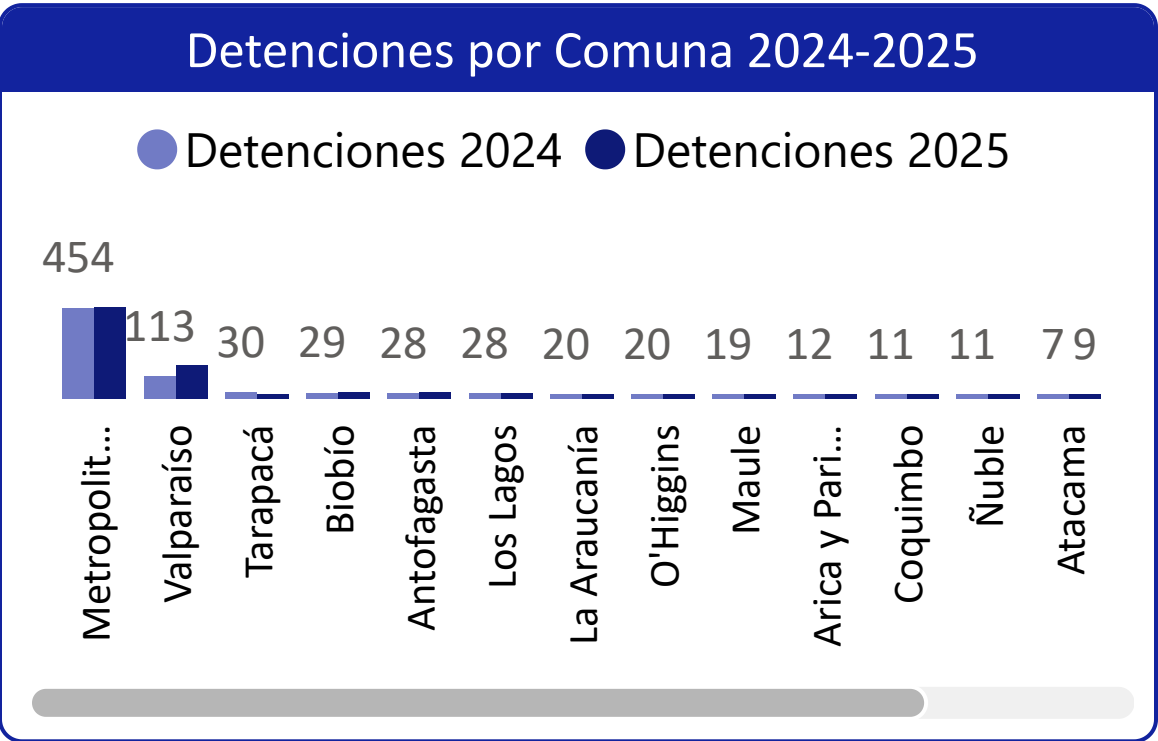 Detenciones por Comuna 2024-2025
Detenciones 2024 Detenciones 2025
454
113 30 29 28 28 20 20 19 12 11 11 7 9
Metropolit...
Valparaíso
Tarapacá
Biobío
Antofagasta
Los Lagos
La Araucanía
O'Higgins
Maule
Arica y Pari...
Coquimbo
Ñuble
Atacama